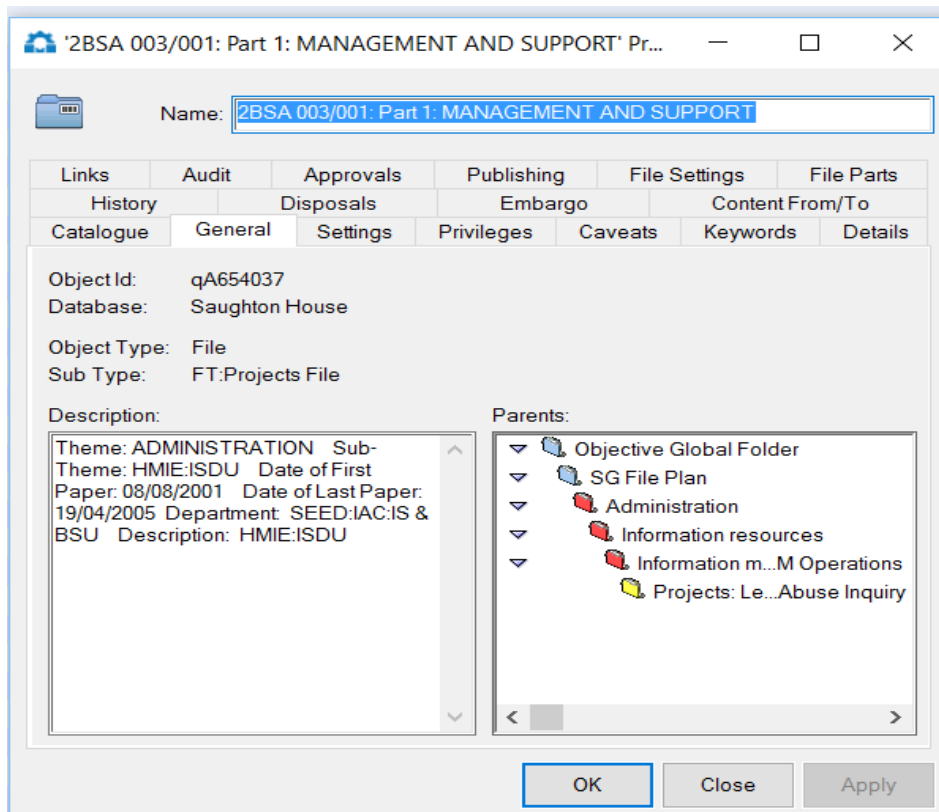 '2BSA 003/001: Part 1: MANAGEMENT AND SUPPORT' Pr...
Name: 2BSA 003/001: Part 1: MANAGEMENT AND SUPPORT
Links Audit Approvals Publishing File Settings File Parts
History Disposals Embargo Content From/To
Catalogue General Settings Privileges Caveats Keywords Details
Object Id: qA654037
Database: Saughton House
Object Type: File
Sub Type: FT:Projects File
Description:
Theme: ADMINISTRATION Sub-
Theme: HMIE:ISDU Date of First
Paper: 08/08/2001 Date of Last Paper:
19/04/2005 Department: SEED:IAC:IS &
BSU Description: HMIE:ISDU
Parents:
Objective Global Folder
SG File Plan
Administration
Information resources
Information m...M Operations
Projects: Le...Abuse Inquiry
OK Close Apply